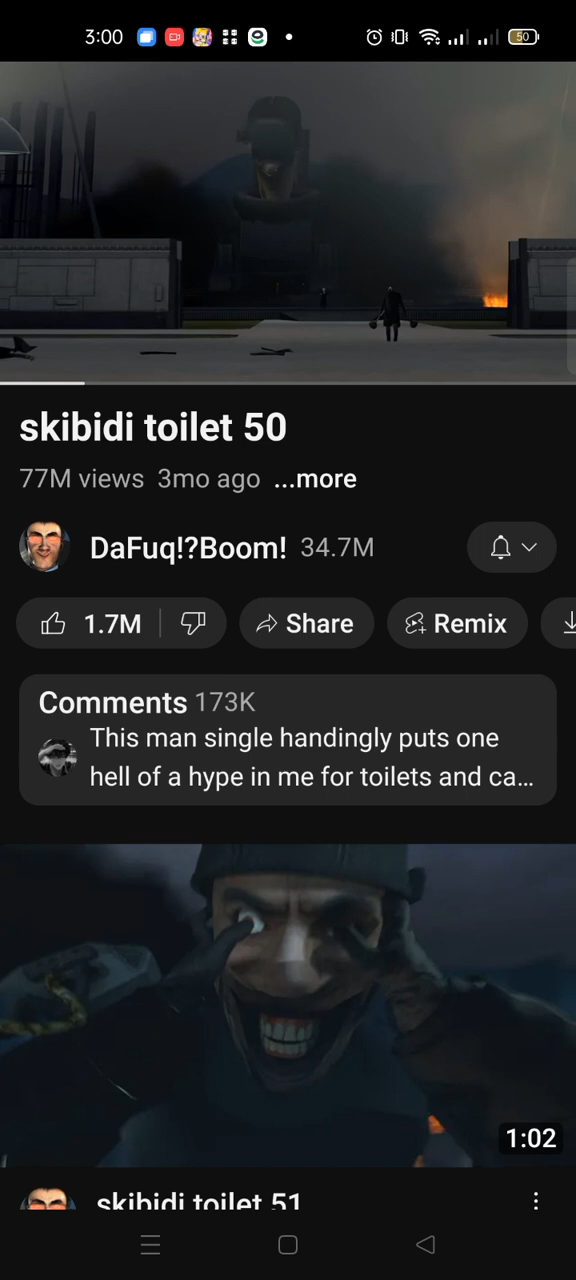 3:00
50
skibidi toilet 50
77M views 3mo ago ...more
DaFuq!?Boom! 34.7M
1.7M
Share
Remix
Comments 173K
This man single handingly puts one
hell of a hype in me for toilets and ca...
1:02
skibidi toilet 51